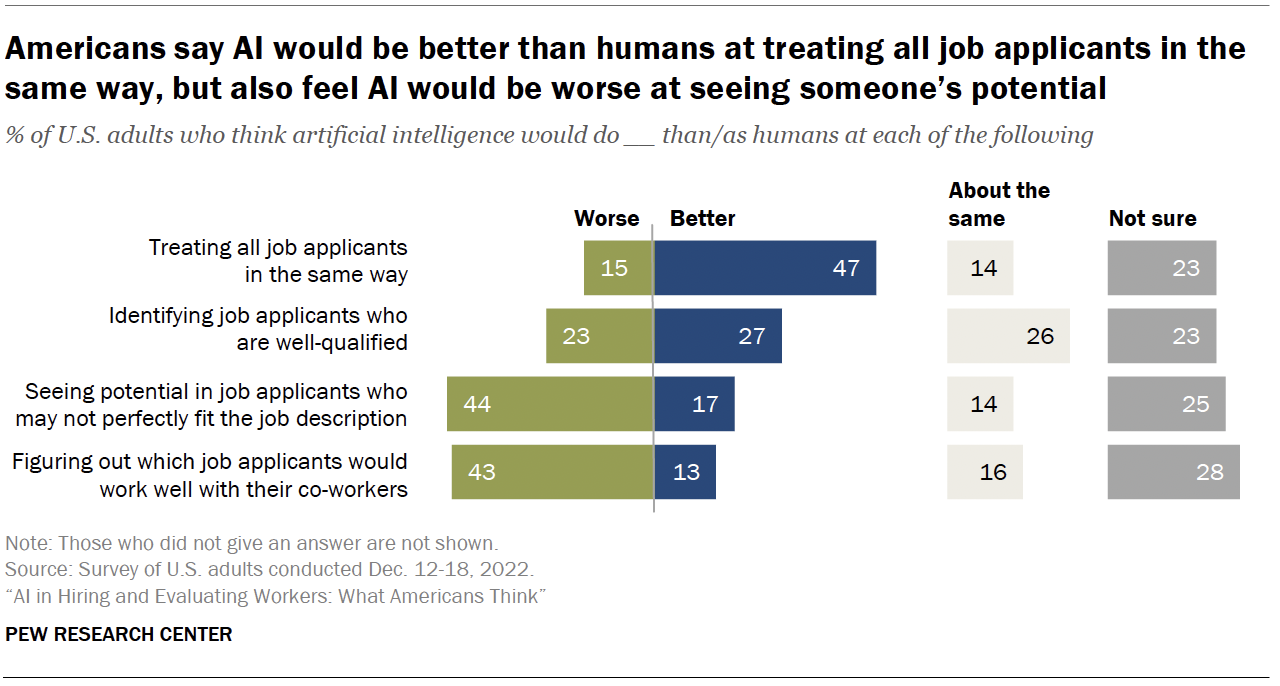 Americans say AI would be better than humans at treating all job applicants in the
same way, but also feel AI would be worse at seeing someone’s potential
% of U.S. adults who think artificial intelligence would do __ than/as humans at each of the following
About the
Worse Better same Not sure
Treating all job applicants
in the same way
15 47 14 23
Identifying job applicants who
are well-qualified
23 27 26 23
Seeing potential in job applicants who
may not perfectly fit the job description
44 17 14 25
Figuring out which job applicants would
work well with their co-workers
43 13 16 28
Note: Those who did not give an answer are not shown.
Source: Survey of U.S. adults conducted Dec. 12-18, 2022.
“AI in Hiring and Evaluating Workers: What Americans Think”
PEW RESEARCH CENTER